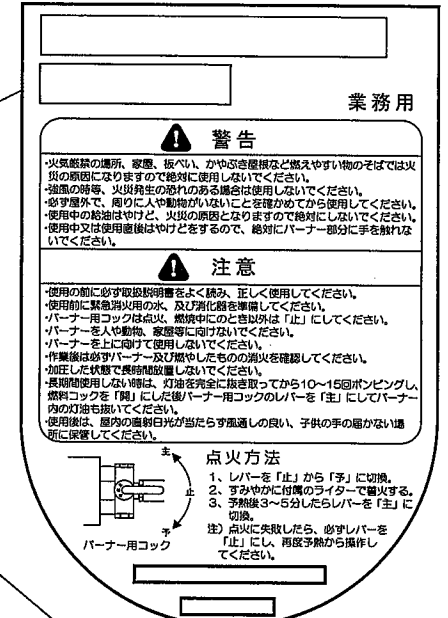 業務用
警告
・火気厳禁の場所、家屋、板べい、かやぶき屋根など燃えやすい物のそばでは火
災の原因になりますので絶対に使用しないでください。
・強風の時等、火災発生の恐れのある場合は使用しないでください。
・必ず屋外で、周りに人や動物がいないことを確かめてから使用してください。
・使用中の給油はやけど、火災の原因となりますので絶対にしないでください。
・使用中又は使用直後はやけどをするので、絶対にバーナー部分に手を触れな
いでください。
注意
・使用の前に必ず取扱説明書をよく読み、正しく使用してください。
・使用前に緊急消火用の水、及び消化器を準備してください。
・バーナー用コックは点火、燃焼中にのとき以外は「止」にしてください。
・バーナーを人や動物、家屋等に向けないでください。
・バーナーを上に向けて使用しないでください。
・作業後は必ずバーナー及び燃やしたものの消火を確認してください。
・加圧した状態で長時間放置しないでください。
・長期間使用しない時は、灯油を完全に抜き取ってから10〜15回ポンピングし、
燃料コックを「開」にした後バーナー用コックのレバーを「主」にしてバーナー
内の灯油も抜いてください。
・使用後は、屋内の直射日光が当たらず風通しの良い、子供の手の届かない場
所に保管してください。
主
止
予
バーナー用コック
点火方法
1、レバーを「止」から「予」に切換。
2、すみやかに付属のライターで着火する。
3、予熱後3〜5分したらレバーを「主」に
切換。
注）点火に失敗したら、必ずレバーを
「止」にし、再度予熱から操作し
てください。